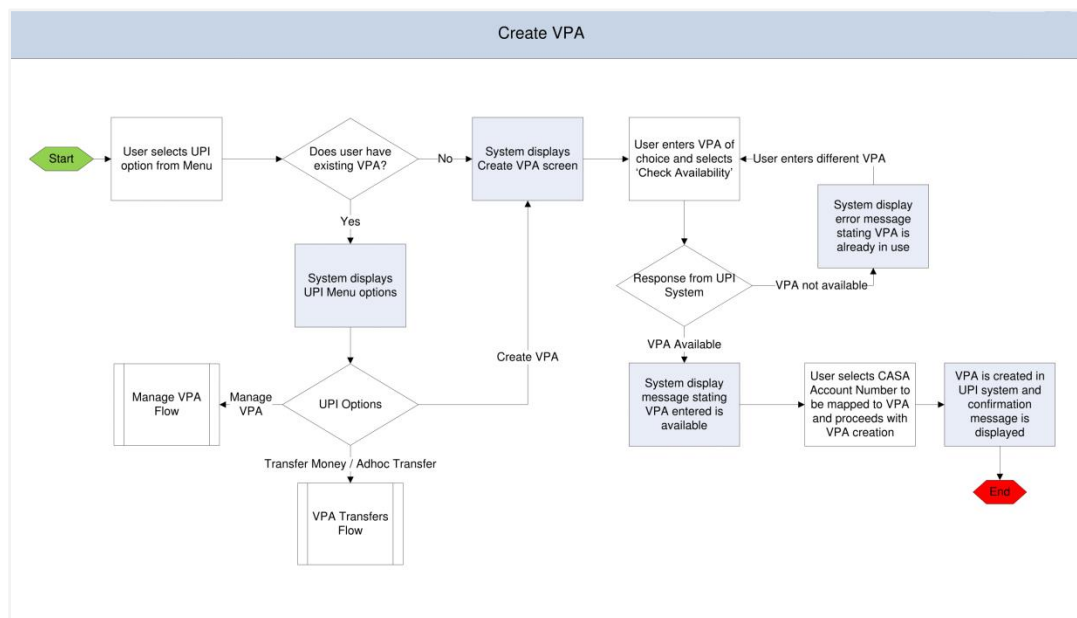 Create VPA
Start
User selects UPI
option from Menu
Does user have
existing VPA?
No
System displays
Create VPA screen
User enters VPA of
choice and selects
‘Check Availability’
User enters different VPA
System display
error message
stating VPA is
already in use
Yes
System displays
UPI Menu options
Response from UPI
System
VPA not available
VPA Available
Create VPA
Manage VPA
Flow
Manage
VPA
UPI Options
System display
message stating
VPA entered is
available
User selects CASA
Account Number to
be mapped to VPA
and proceeds with
VPA creation
VPA is created in
UPI system and
confirmation
message is
displayed
Transfer Money / Adhoc Transfer
VPA Transfers
Flow
End